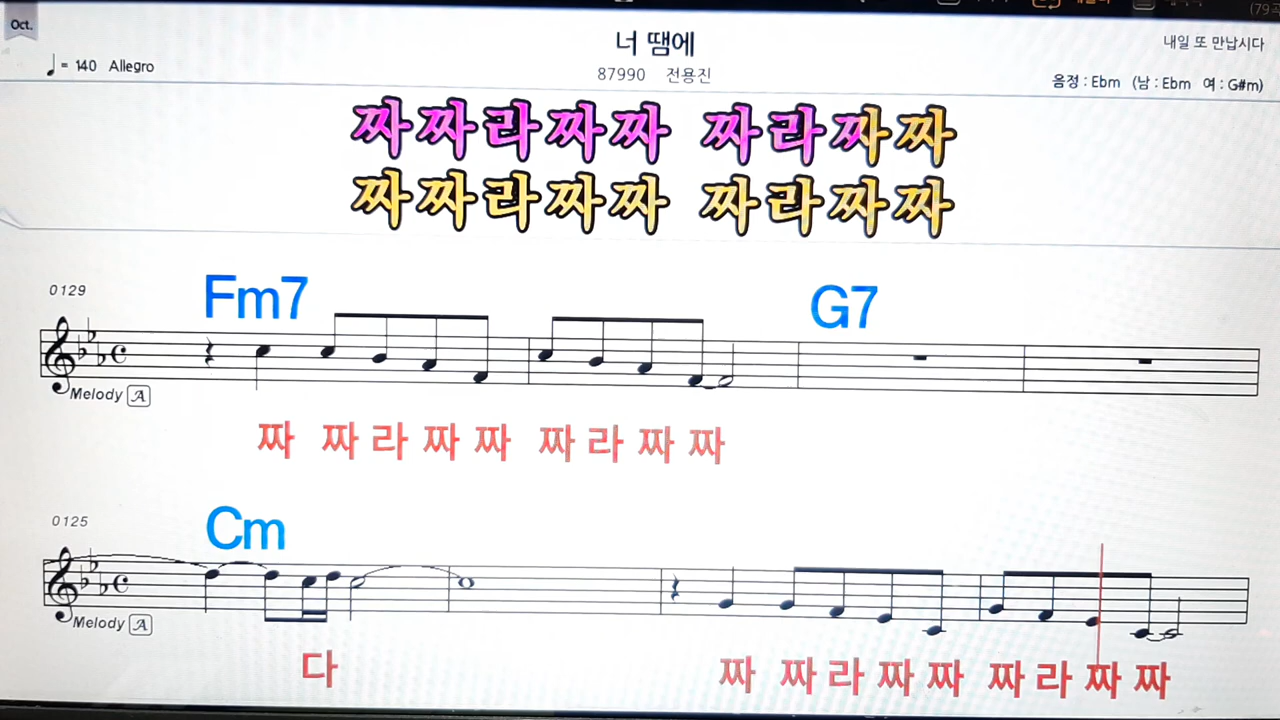 Oct.
너 땜에
내일 또 만납시다
♩= 140 Allegro
87990 전용진
음정 : Ebm (남 : Ebm 여 : G#m)
짜짜라짜짜 짜라짜짜
짜짜라짜짜 짜라짜짜
0129
Fm7 G7
Melody A
짜 짜 라 짜 짜 짜 라 짜 짜
0125
Cm
Melody A
다 짜 짜 라 짜 짜 짜 라 짜 짜